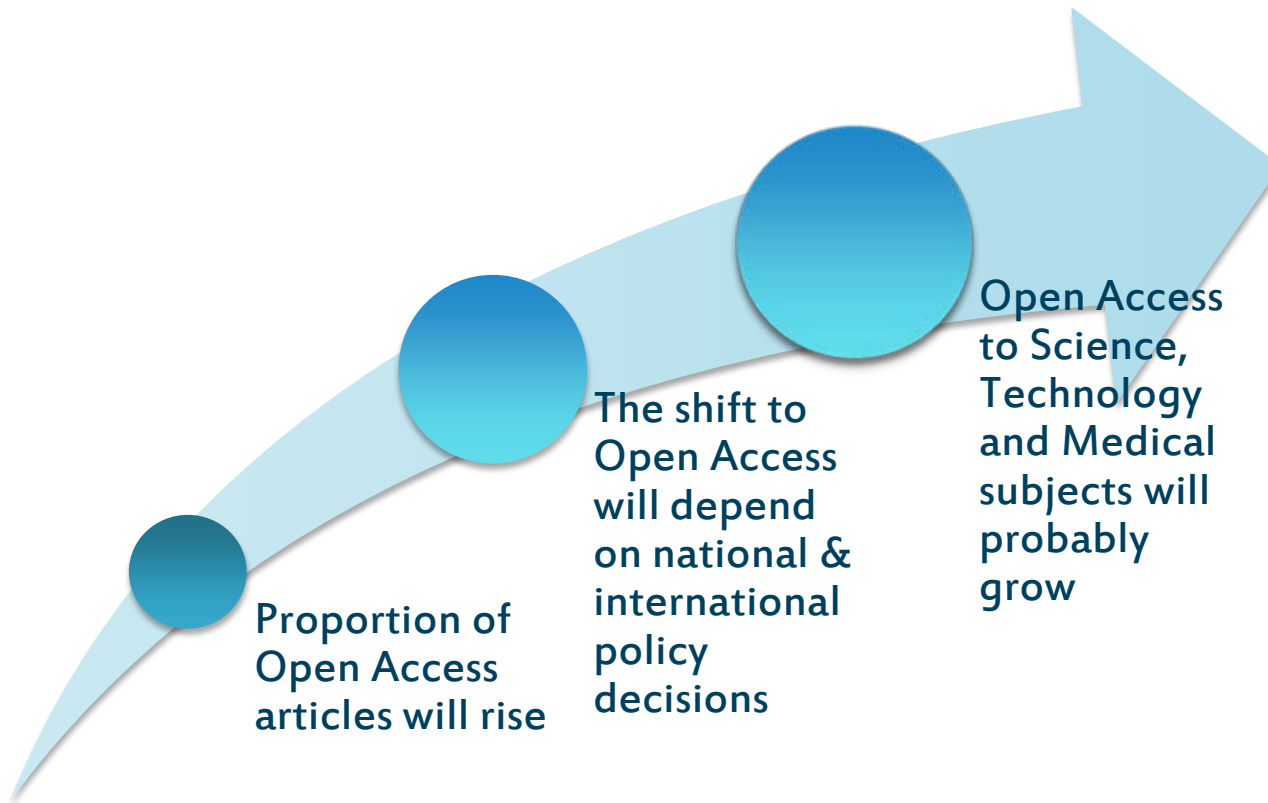 Proportion of
Open Access
articles will rise
The shift to
Open Access
will depend
on national &
international
policy
decisions
Open Access
to Science,
Technology
and Medical
subjects will
probably
grow